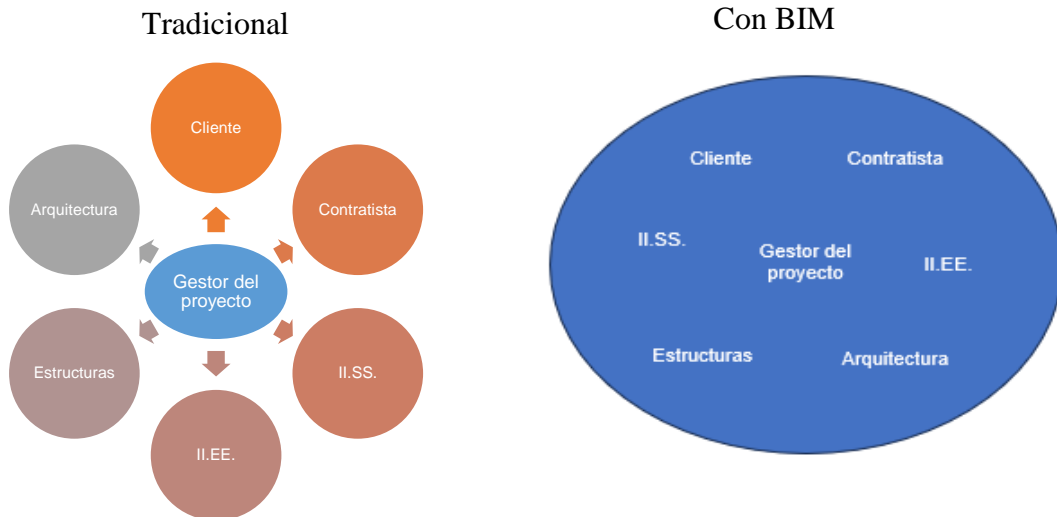 Tradicional
Con BIM
Cliente
Arquitectura
Contratista
Gestor del
proyecto
Estructuras
II.SS.
II.EE.
Cliente
Contratista
II.SS.
Gestor del
proyecto
II.EE.
Estructuras
Arquitectura